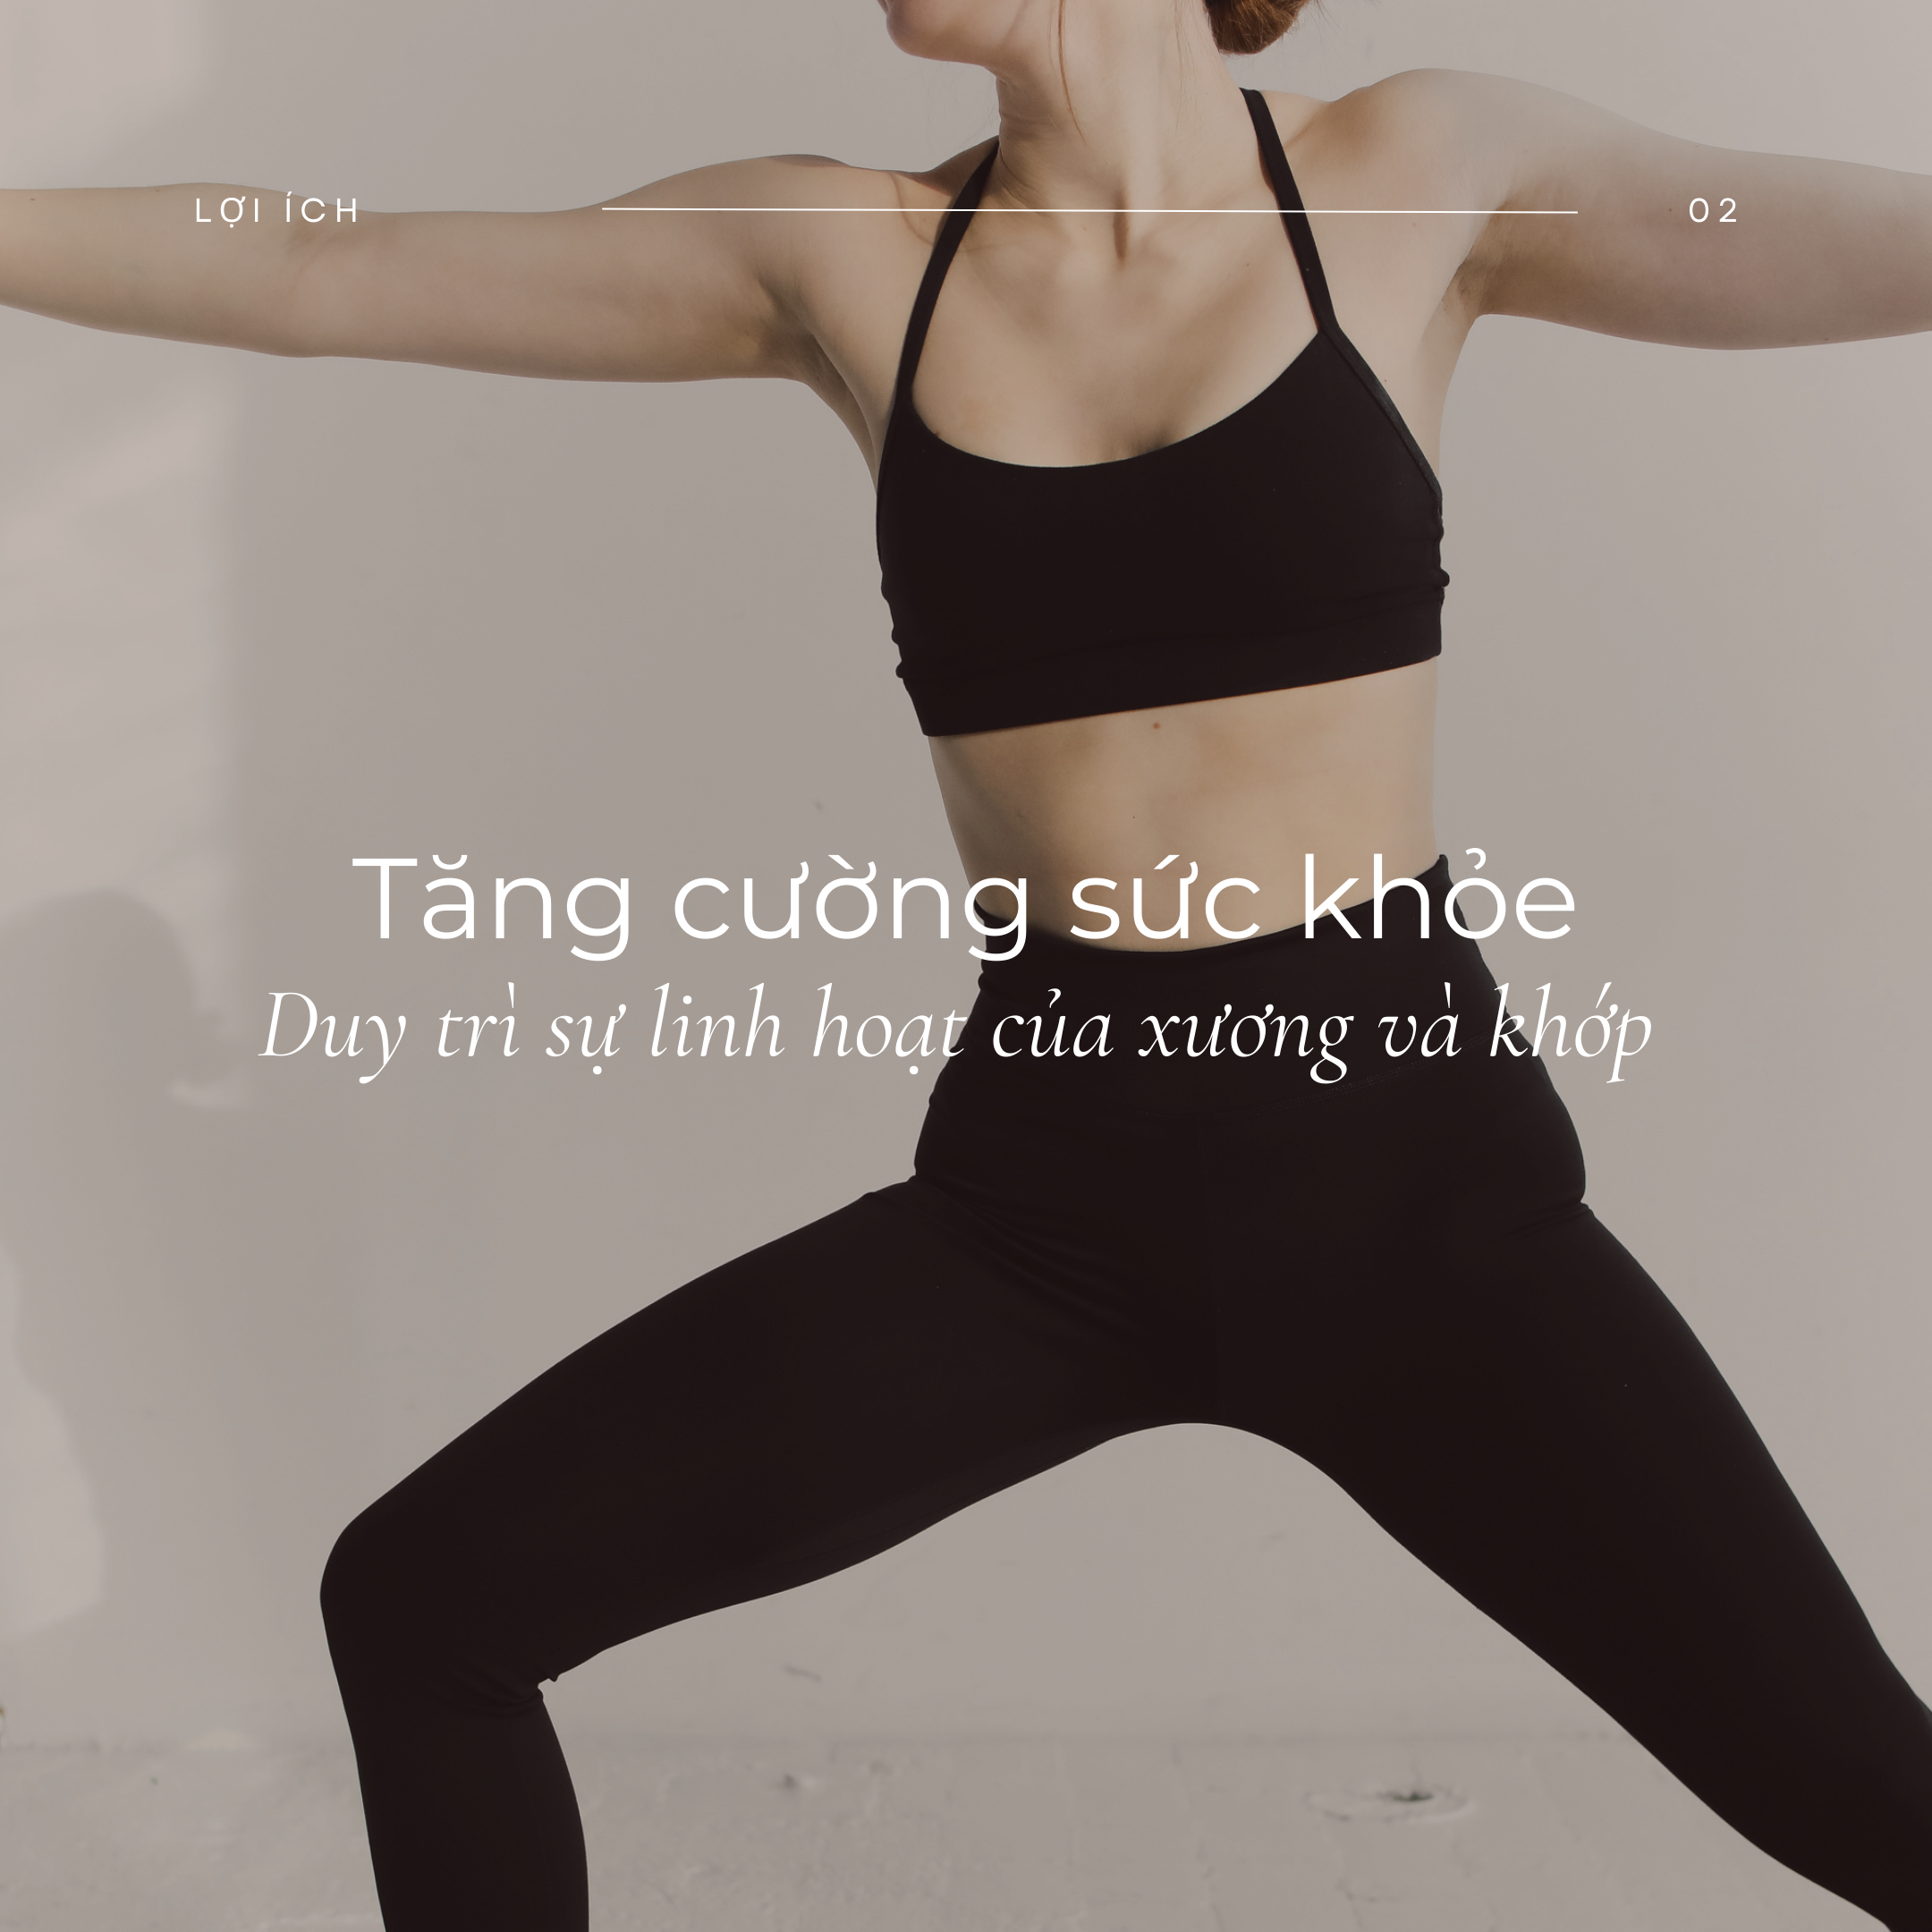 LỢI ÍCH 02
Tăng cường sức khỏe
Duy trì sự linh hoạt của xương và khớp